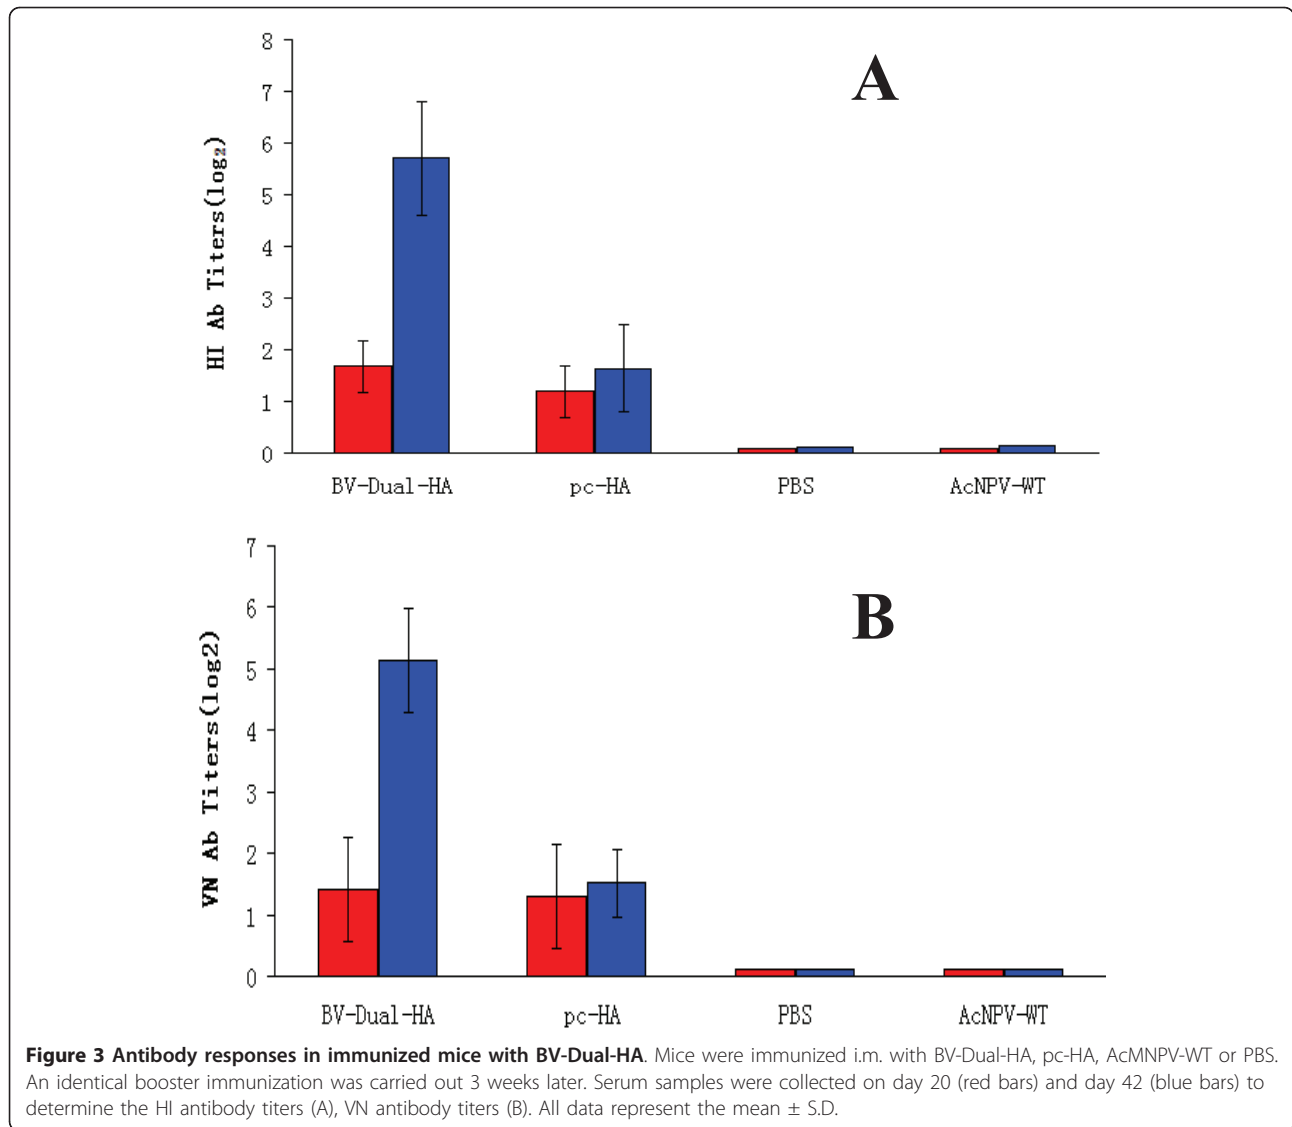 A
8
7
6
5
4
3
2
1
0
HI Ab Titers(log₂)
BV-Dual-HA pc-HA PBS AcNPV-WT
B
7
6
5
4
3
2
1
0
VN Ab Titers(log2)
BV-Dual-HA pc-HA PBS AcNPV-WT
Figure 3 Antibody responses in immunized mice with BV-Dual-HA. Mice were immunized i.m. with BV-Dual-HA, pc-HA, AcMNPV-WT or PBS.
An identical booster immunization was carried out 3 weeks later. Serum samples were collected on day 20 (red bars) and day 42 (blue bars) to
determine the HI antibody titers (A), VN antibody titers (B). All data represent the mean ± S.D.